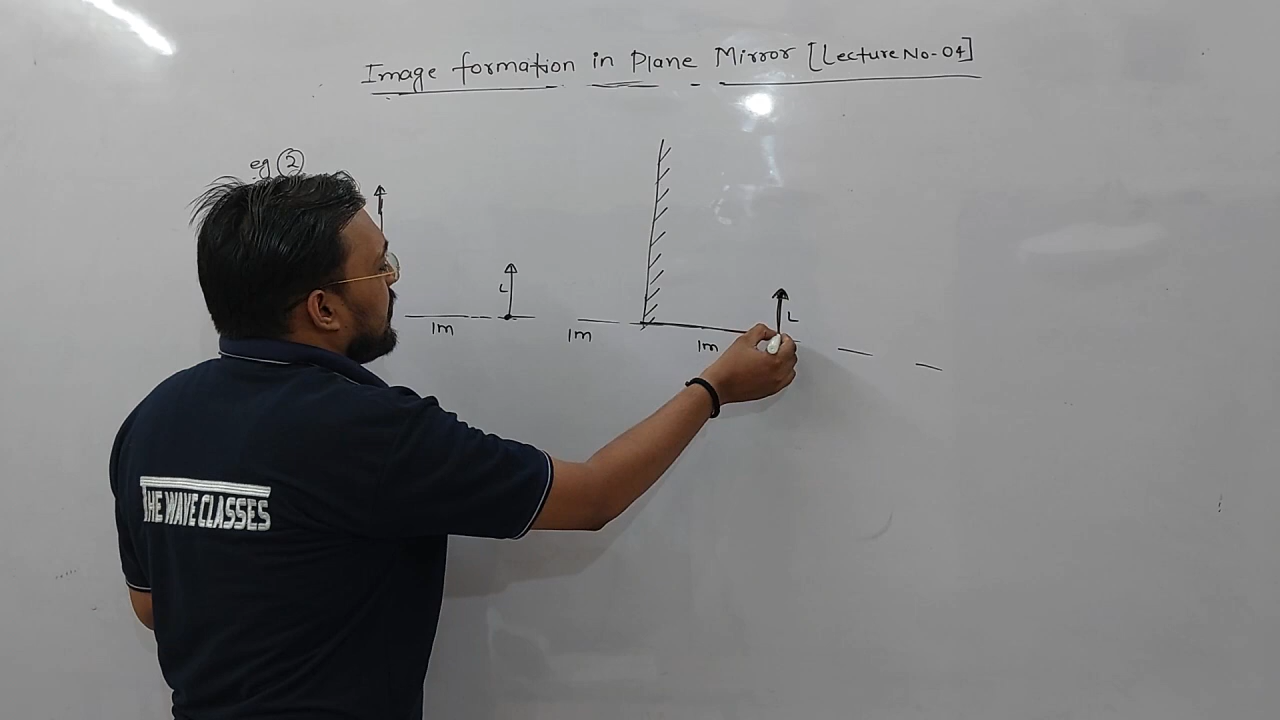 Image formation in Plane Mirror [Lecture No-04]
eg ②
L
L
1m
1m
1m
THE WAVE CLASSES